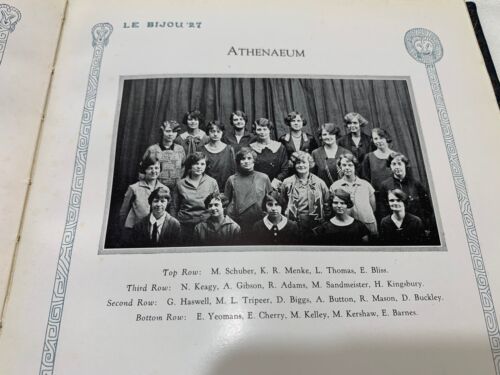 LE BIJOU '27
ATHENAEUM
Top Row: M. Schuber, K. R. Menke, L. Thomas, E. Bliss.
Third Row: N. Keagy, A. Gibson, R. Adams, M. Sandmeister, H. Kingsbury.
Second Row: G. Haswell, M. L. Tripeer, D. Biggs, A. Button, R. Mason, D. Buckley.
Bottom Row: E. Yeomans, E. Cherry, M. Kelley, M. Kershaw, E. Barnes.